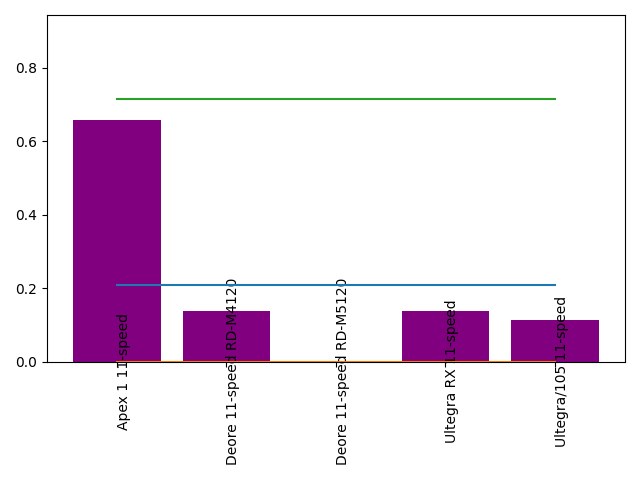 0.8
0.6
0.4
0.2
0.0
Apex 1 11-speed
Deore 11-speed RD-M4120
Deore 11-speed RD-M5120
Ultegra RX 11-speed
Ultegra/105 11-speed